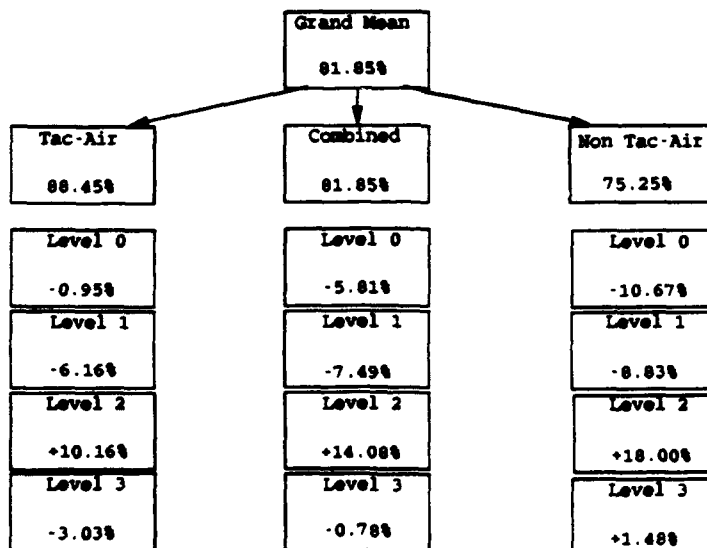 Grand Mean
81.85%
Tac-Air
88.45%
Combined
81.85%
Non Tac-Air
75.25%
Level 0
-0.95%
Level 0
-5.81%
Level 0
-10.67%
Level 1
-6.16%
Level 1
-7.49%
Level 1
-8.83%
Level 2
+10.16%
Level 2
+14.08%
Level 2
+18.00%
Level 3
-3.03%
Level 3
-0.78%
Level 3
+1.48%